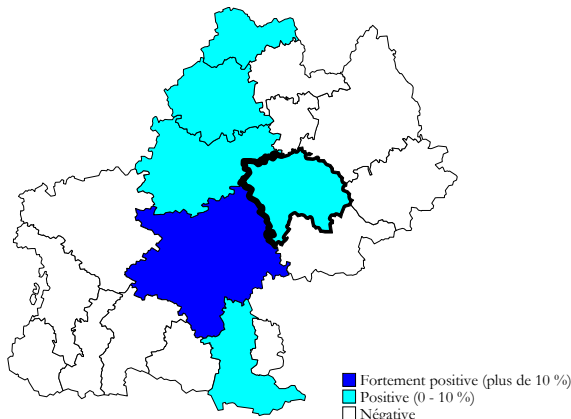 Fortement positive (plus de 10 %)
Positive (0 - 10 %)
Négative